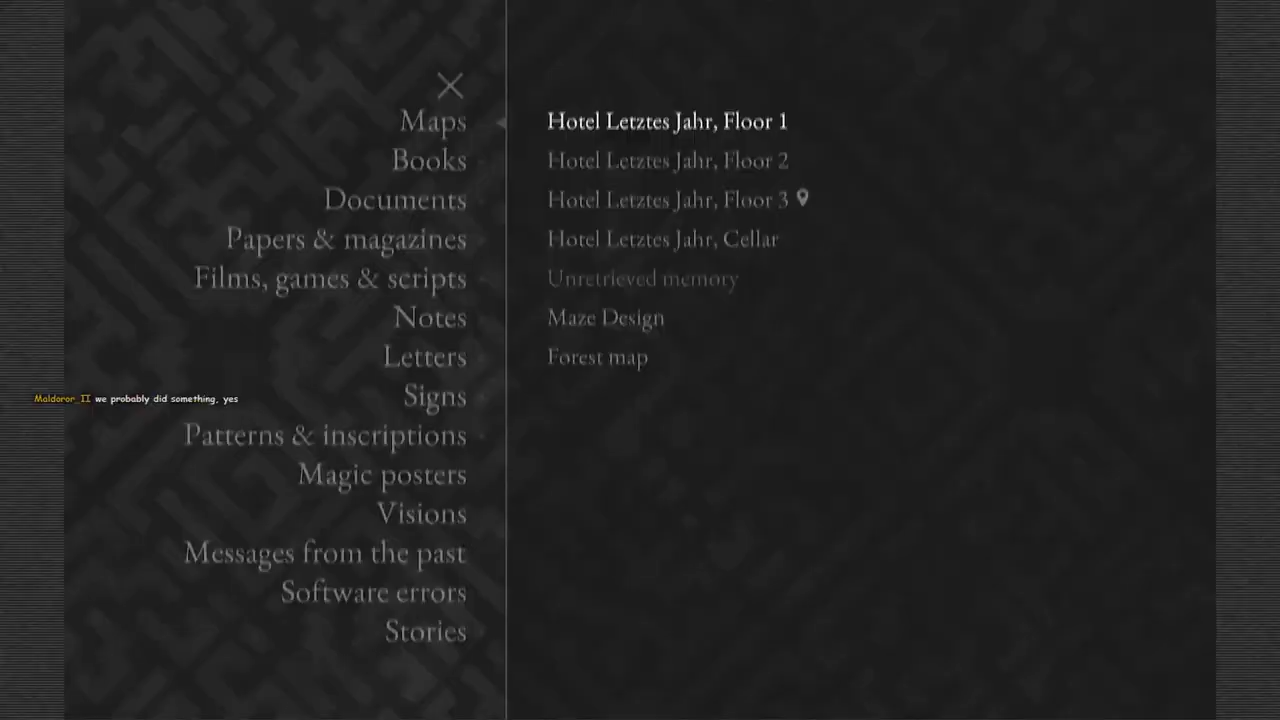 Maps
Books
Documents
Papers & magazines
Films, games & scripts
Notes
Letters
Signs
Maldoror_II we probably did something, yes
Patterns & inscriptions
Magic posters
Visions
Messages from the past
Software errors
Stories
Hotel Letztes Jahr, Floor 1
Hotel Letztes Jahr, Floor 2
Hotel Letztes Jahr, Floor 3
Hotel Letztes Jahr, Cellar
Unretrieved memory
Maze Design
Forest map